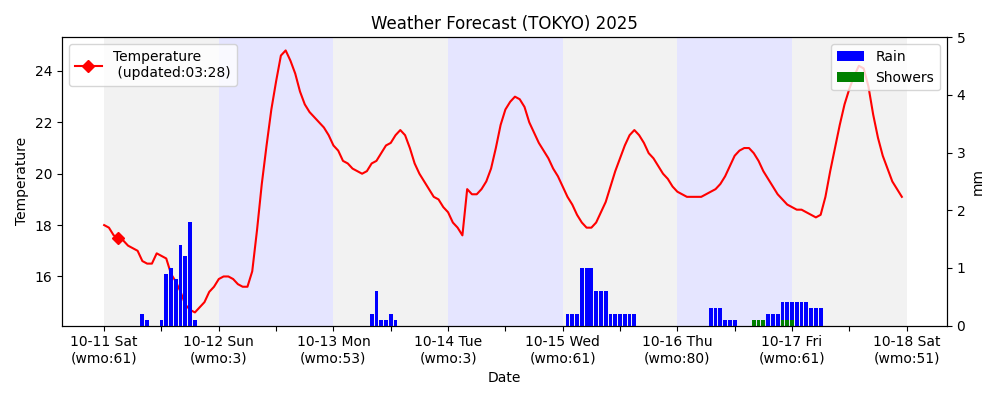 Weather Forecast (TOKYO) 2025
Temperature
(updated:03:28)
Rain
Showers
24
22
20
18
16
Temperature
5
4
3
2
1
0
mm
10-11 Sat
(wmo:61)
10-12 Sun
(wmo:3)
10-13 Mon
(wmo:53)
10-14 Tue
(wmo:3)
10-15 Wed
(wmo:61)
10-16 Thu
(wmo:80)
10-17 Fri
(wmo:61)
10-18 Sat
(wmo:51)
Date